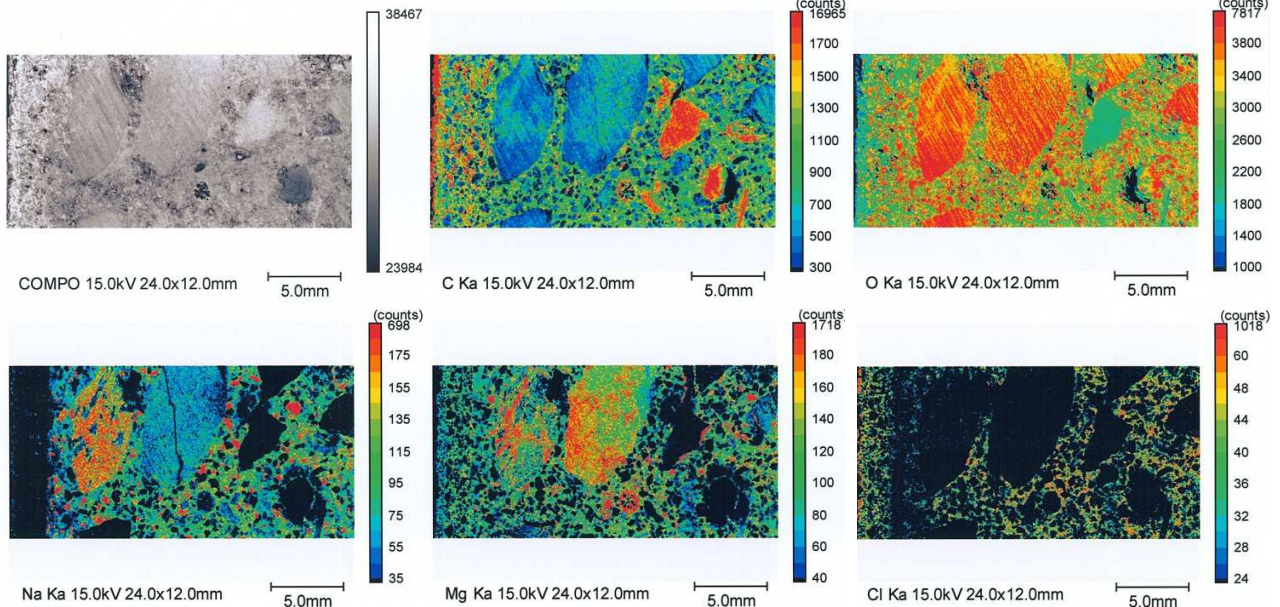 38467
23984
COMPO 15.0kV 24.0x12.0mm
5.0mm
(counts)
16965
1700
1500
1300
1160
900
700
500
300
C Ka 15.0kV 24.0x12.0mm
5.0mm
(counts)
7817
3800
3400
3000
2600
2200
1800
1400
1000
O Ka 15.0kV 24.0x12.0mm
5.0mm
(counts)
698
175
155
135
115
95
75
55
35
Na Ka 15.0kV 24.0x12.0mm
5.0mm
(counts)
1718
180
160
140
120
100
80
60
40
Mg Ka 15.0kV 24.0x12.0mm
5.0mm
(counts)
1018
60
48
44
40
36
32
28
24
Cl Ka 15.0kV 24.0x12.0mm
5.0mm